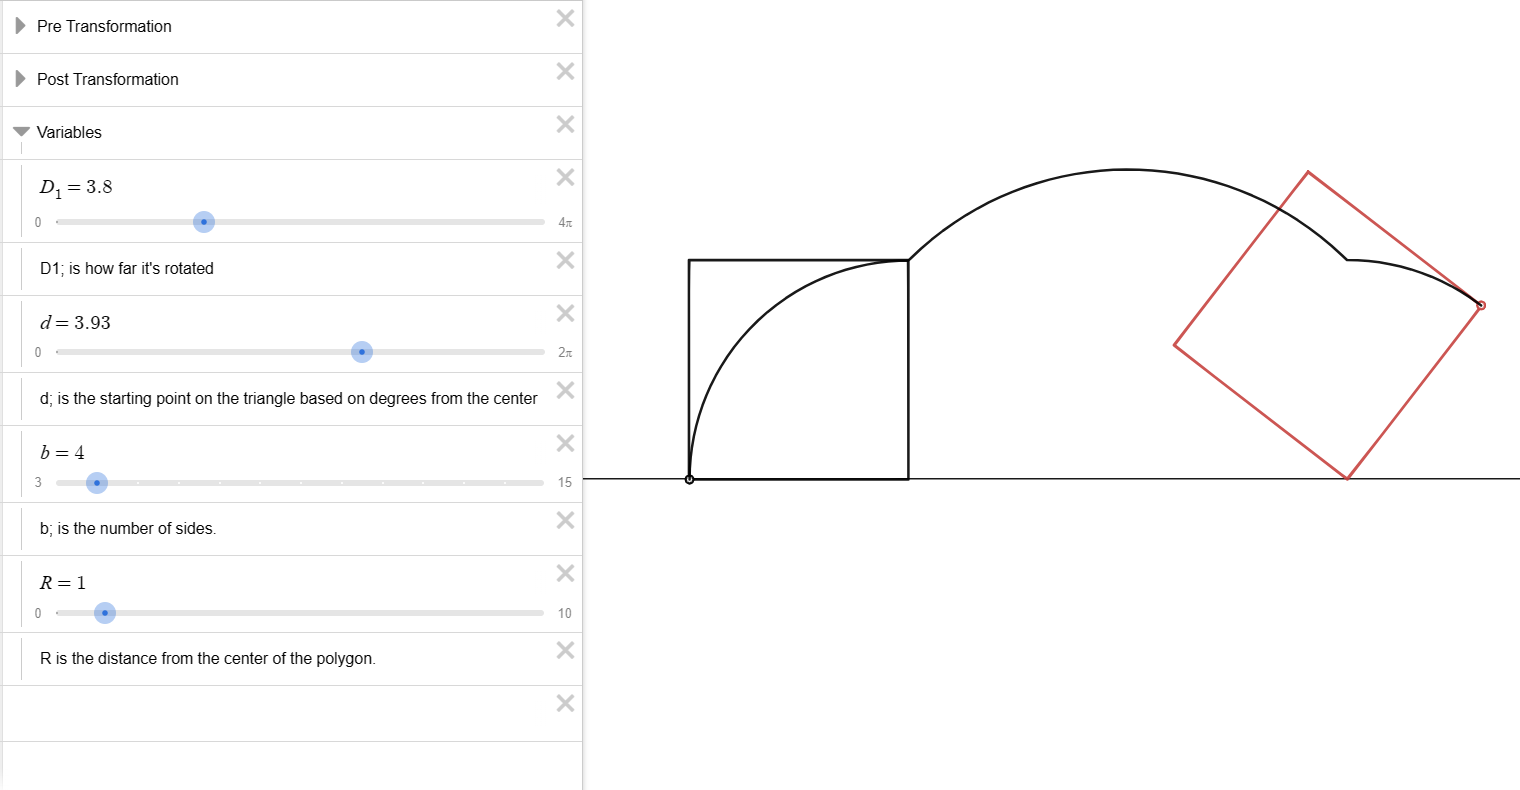 Pre Transformation
Post Transformation
Variables
D₁ = 3.8
0 4π
D1; is how far it's rotated
d = 3.93
0 2π
d; is the starting point on the triangle based on degrees from the center
b = 4
3 15
b; is the number of sides.
R = 1
0 10
R is the distance from the center of the polygon.